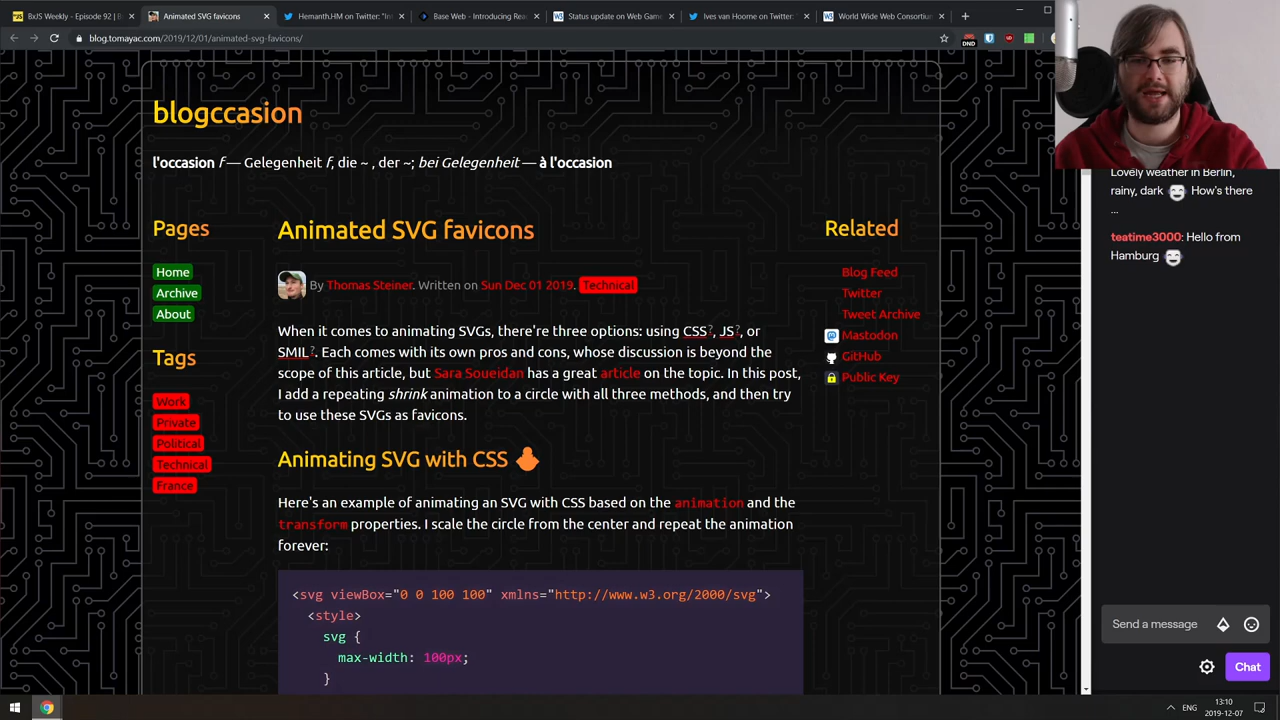 BxJS Weekly - Episode 92 | B
Animated SVG favicons
Hemanth.HM on Twitter: "Int
Base Web - Introducing Rea
Status update on Web Game
Ives van Hoorne on Twitter:
World Wide Web Consortiun
blog.tomayac.com/2019/12/01/animated-svg-favicons/
DND
blogccasion
l'occasion f — Gelegenheit f, die ~ , der ~; bei Gelegenheit — à l'occasion
Pages
Home
Archive
About
Tags
Work
Private
Political
Technical
France
Animated SVG favicons
By Thomas Steiner. Written on Sun Dec 01 2019. Technical
When it comes to animating SVGs, there're three options: using CSS?, JS?, or
SMIL?. Each comes with its own pros and cons, whose discussion is beyond the
scope of this article, but Sara Soueidan has a great article on the topic. In this post,
I add a repeating shrink animation to a circle with all three methods, and then try
to use these SVGs as favicons.
Animating SVG with CSS
Here's an example of animating an SVG with CSS based on the animation and the
transform properties. I scale the circle from the center and repeat the animation
forever:
<svg viewBox="0 0 100 100" xmlns="http://www.w3.org/2000/svg">
<style>
svg {
max-width: 100px;
}
Related
Blog Feed
Twitter
Tweet Archive
Mastodon
GitHub
Public Key
Lovely weather in Berlin,
rainy, dark How's there
...
teatime3000: Hello from
Hamburg
Send a message
Chat
ENG
13:10
2019-12-07